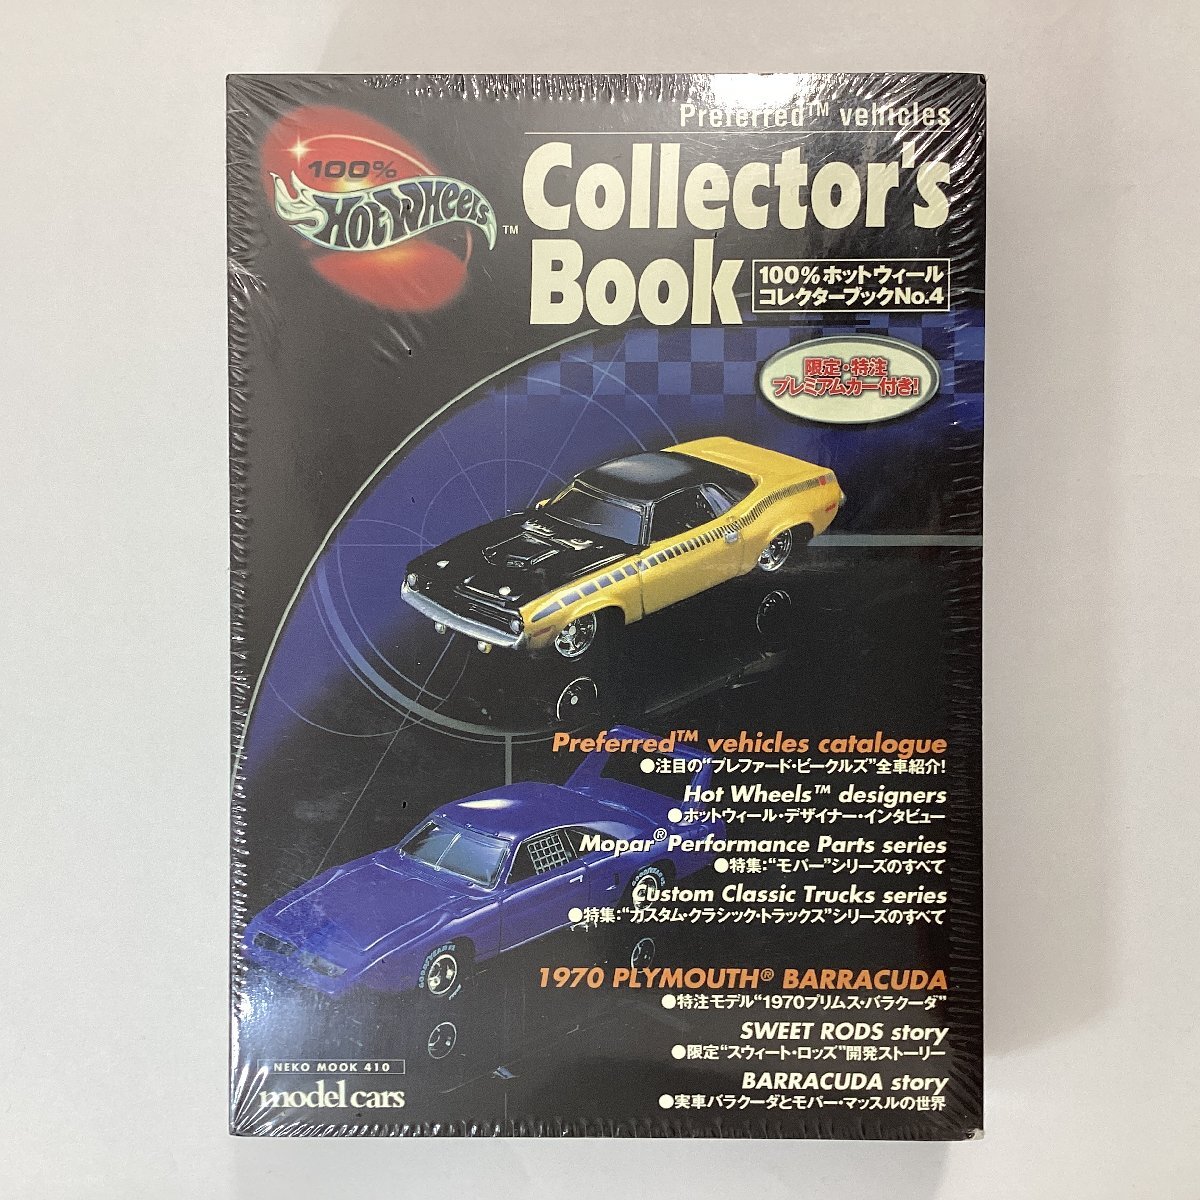 Preferred™ vehicles
100%
Hot Wheels™
Collector's
Book
100%ホットウィール
コレクターブックNo.4
限定・特注
プレミアムカー付き!
Preferred™ vehicles catalogue
●注目の“プレファード・ビークルズ”全車紹介!
Hot Wheels™ designers
●ホットウィール・デザイナー・インタビュー
Mopar® Performance Parts series
●特集:“モパー”シリーズのすべて
Custom Classic Trucks series
●特集:“カスタム・クラシック・トラックス”シリーズのすべて
1970 PLYMOUTH® BARRACUDA
●特注モデル“1970プリムス・バラクーダ”
SWEET RODS story
●限定“スウィート・ロッズ”開発ストーリー
BARRACUDA story
●実車バラクーダとモパー・マッスルの世界
NEKO MOOK 410
model cars